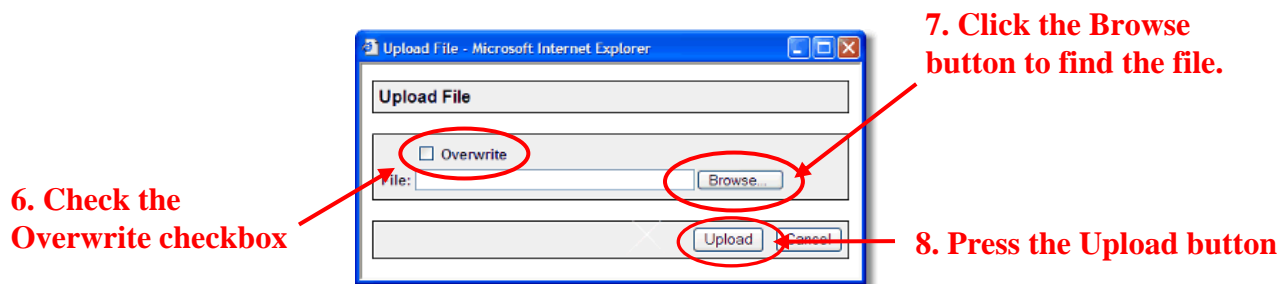 7. Click the Browse
button to find the file.
Upload File - Microsoft Internet Explorer
Upload File
Overwrite
File:
Browse...
6. Check the
Overwrite checkbox
Upload
Cancel
8. Press the Upload button